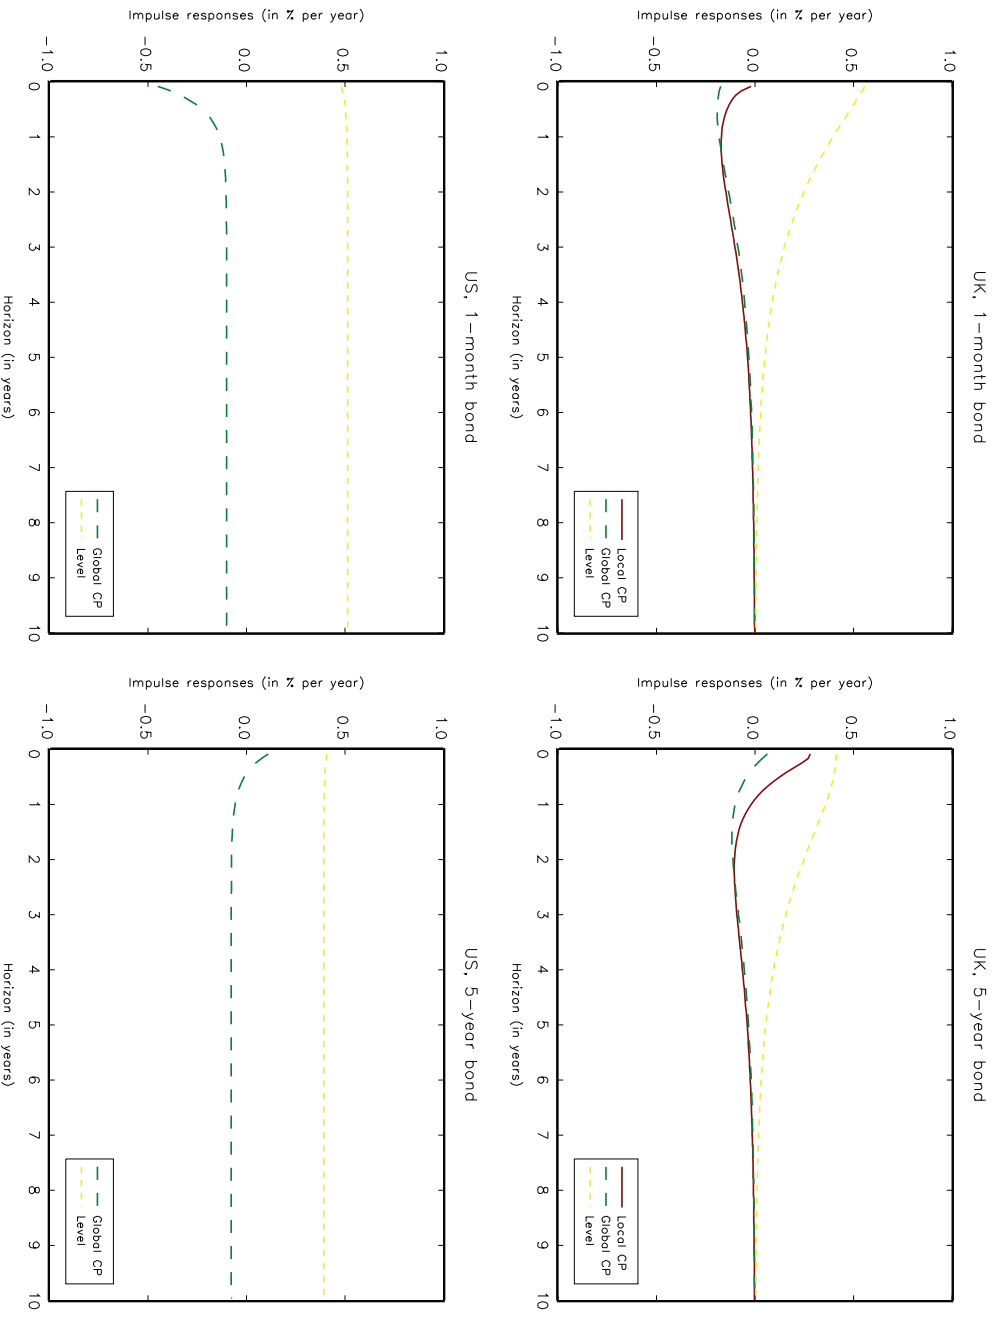 UK, 1-month bond
Impulse responses (in % per year)
1.0
0.5
0.0
-0.5
-1.0
0 1 2 3 4 5 6 7 8 9 10
Horizon (in years)
Local CP
Global CP
Level
UK, 5-year bond
Impulse responses (in % per year)
1.0
0.5
0.0
-0.5
-1.0
0 1 2 3 4 5 6 7 8 9 10
Horizon (in years)
Local CP
Global CP
Level
US, 1-month bond
Impulse responses (in % per year)
1.0
0.5
0.0
-0.5
-1.0
0 1 2 3 4 5 6 7 8 9 10
Horizon (in years)
Global CP
Level
US, 5-year bond
Impulse responses (in % per year)
1.0
0.5
0.0
-0.5
-1.0
0 1 2 3 4 5 6 7 8 9 10
Horizon (in years)
Global CP
Level